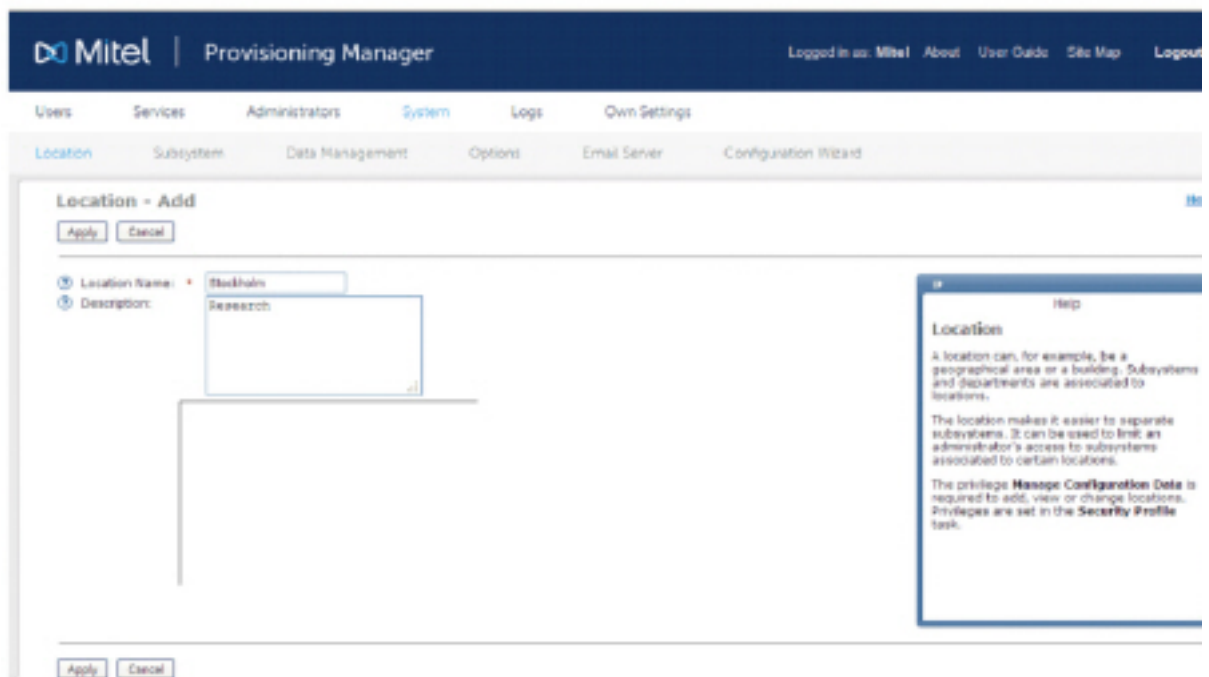 Mitel | Provisioning Manager
Logged in as: Mitel About User Guide Site Map Logout
Users Services Administrators System Logs Own Settings
Location Subsystem Data Management Options Email Server Configuration Wizard
Location - Add
Apply Cancel
Location Name: * Stockholm
Description: Research
Help
Location
A location can, for example, be a
geographical area or a building. Subsystems
and departments are associated to
locations.
The location makes it easier to separate
subsystems. It can be used to limit an
administrator's access to subsystems
associated to certain locations.
The privilege Manage Configuration Data is
required to add, view or change locations.
Privileges are set in the Security Profile
task.
Apply Cancel